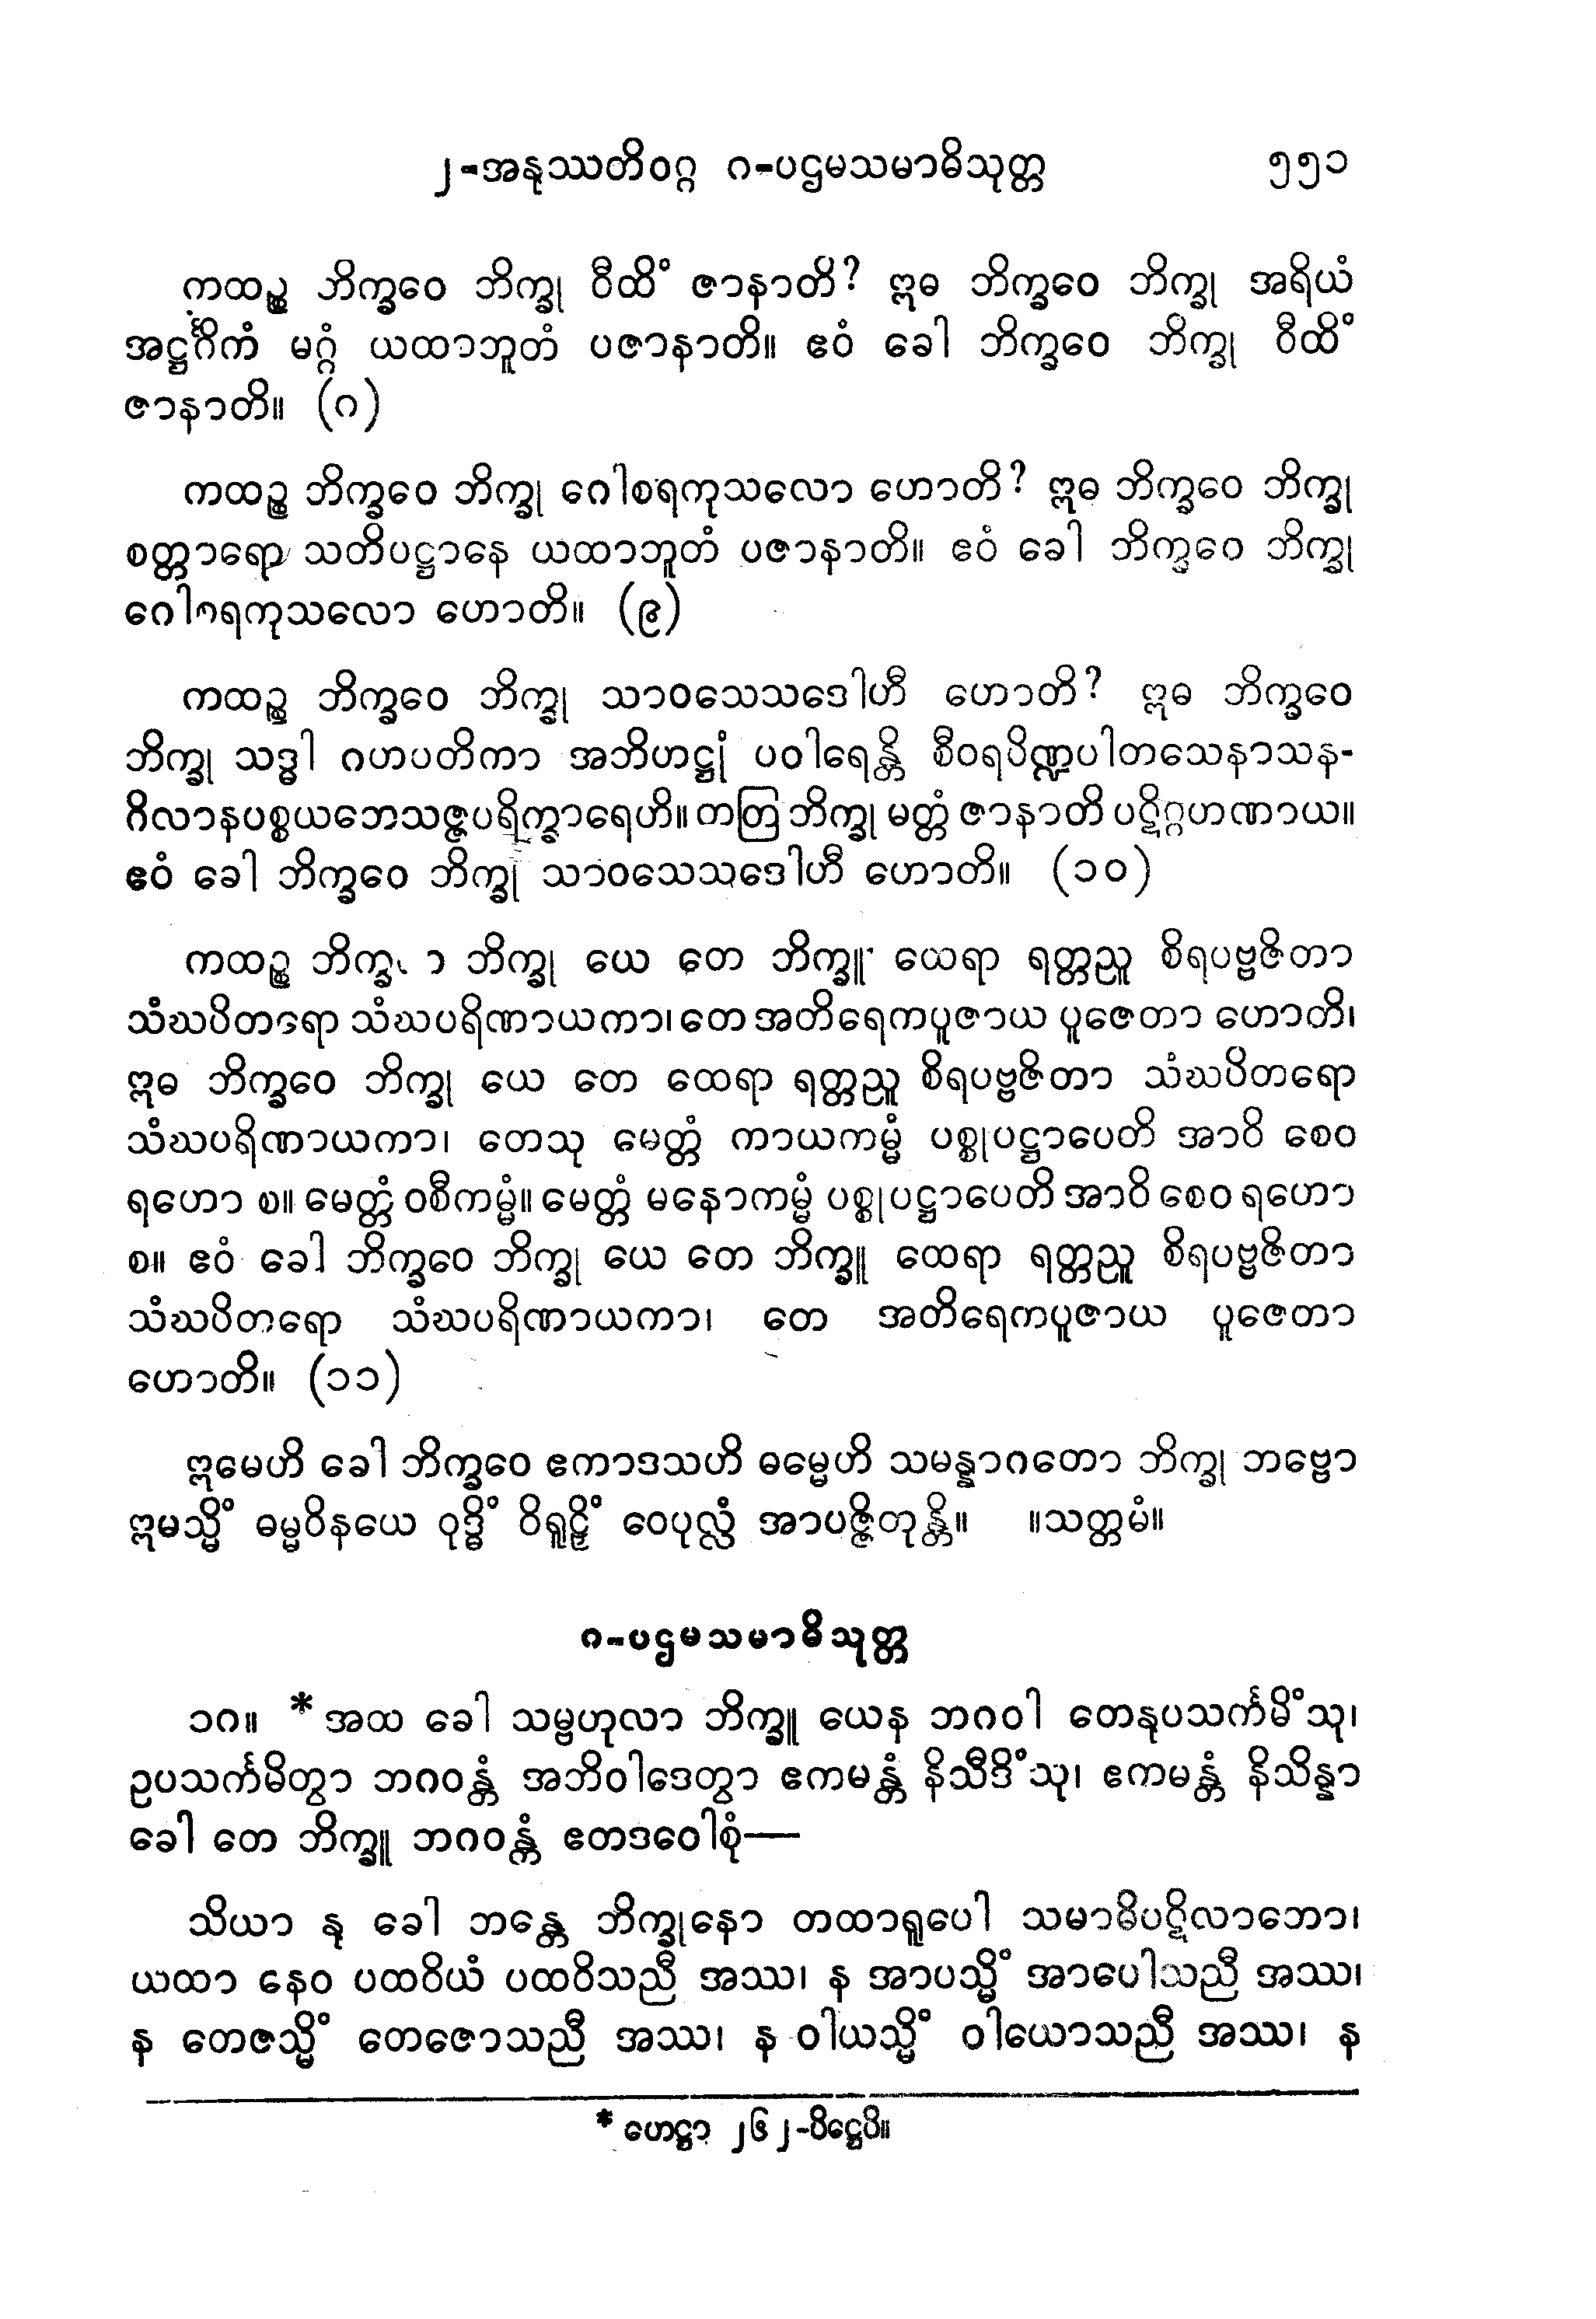 ၂-အနုဿတိဝဂ္ဂ ၈-ပဌမသမာဓိသုတ္တ ၅၅၁
ကထဉ္စ ဘိက္ခဝေ ဘိက္ခု ဝီထိံ ဇာနာတိ? ဣဓ ဘိက္ခဝေ ဘိက္ခု အရိယံ
အဋ္ဌင်္ဂိကံ မဂ္ဂံ ယထာဘူတံ ပဇာနာတိ။ ဧဝံ ခေါ ဘိက္ခဝေ ဘိက္ခု ဝီထိံ
ဇာနာတိ။ (၈)
ကထဉ္စ ဘိက္ခဝေ ဘိက္ခု ဂေါစရကုသလော ဟောတိ? ဣဓ ဘိက္ခဝေ ဘိက္ခု
စတ္တာရော သတိပဋ္ဌာနေ ယထာဘူတံ ပဇာနာတိ။ ဧဝံ ခေါ ဘိက္ခဝေ ဘိက္ခု
ဂေါစရကုသလော ဟောတိ။ (၉)
ကထဉ္စ ဘိက္ခဝေ ဘိက္ခု သာဝသေသဒေါဟီ ဟောတိ? ဣဓ ဘိက္ခဝေ
ဘိက္ခု သဒ္ဓါ ဂဟပတိကာ အဘိဟဋ္ဌုံ ပဝါရေန္တိ စီဝရပိဏ္ဍပါတသေနာသန-
ဂိလာနပစ္စယဘေသဇ္ဇပရိက္ခာရေဟိ။ တတြ ဘိက္ခု မတ္တံ ဇာနာတိ ပဋိဂ္ဂဟဏာယ။
ဧဝံ ခေါ ဘိက္ခဝေ ဘိက္ခု သာဝသေသဒေါဟီ ဟောတိ။ (၁၀)
ကထဉ္စ ဘိက္ခဝေ ဘိက္ခု ယေ တေ ဘိက္ခူ ထေရာ ရတ္တညူ စိရပဗ္ဗဇိတာ
သံဃပိတရော သံဃပရိဏာယကာ၊ တေ အတိရေကပူဇာယ ပူဇေတာ ဟောတိ၊
ဣဓ ဘိက္ခဝေ ဘိက္ခု ယေ တေ ထေရာ ရတ္တညူ စိရပဗ္ဗဇိတာ သံဃပိတရော
သံဃပရိဏာယကာ၊ တေသု မေတ္တံ ကာယကမ္မံ ပစ္စုပဋ္ဌာပေတိ အာဝိ စေဝ
ရဟော စ။ မေတ္တံ ဝစီကမ္မံ။ မေတ္တံ မနောကမ္မံ ပစ္စုပဋ္ဌာပေတိ အာဝိ စေဝ ရဟော
စ။ ဧဝံ ခေါ ဘိက္ခဝေ ဘိက္ခု ယေ တေ ဘိက္ခူ ထေရာ ရတ္တညူ စိရပဗ္ဗဇိတာ
သံဃပိတရော သံဃပရိဏာယကာ၊ တေ အတိရေကပူဇာယ ပူဇေတာ
ဟောတိ။ (၁၁)
ဣမေဟိ ခေါ ဘိက္ခဝေ ဧကာဒသဟိ ဓမ္မေဟိ သမန္နာဂတော ဘိက္ခု ဘဗ္ဗော
ဣမသ္မိံ ဓမ္မဝိနယေ ဝုဒ္ဓိံ ဝိရူဠှိံ ဝေပုလ္လံ အာပဇ္ဇိတုန္တိ။ ။သတ္တမံ။
၈-ပဌမသမာဓိသုတ္တ
၁၈။ * အထ ခေါ သမ္ဗဟုလာ ဘိက္ခူ ယေန ဘဂဝါ တေနုပသင်္ကမိံသု၊
ဥပသင်္ကမိတွာ ဘဂဝန္တံ အဘိဝါဒေတွာ ဧကမန္တံ နိသီဒိံသု၊ ဧကမန္တံ နိသိန္နာ
ခေါ တေ ဘိက္ခူ ဘဂဝန္တံ ဧတဒဝေါစုံ—
သိယာ နု ခေါ ဘန္တေ ဘိက္ခုနော တထာရူပေါ သမာဓိပဋိလာဘော၊
ယထာ နေဝ ပထဝိယံ ပထဝိသညီ အဿ၊ န အာပသ္မိံ အာပေါသညီ အဿ၊
န တေဇသ္မိံ တေဇောသညီ အဿ၊ န ဝါယသ္မိံ ဝါယောသညီ အဿ၊ န
* ဟေဋ္ဌာ ၂၆၂-ပိဋ္ဌေပိ။